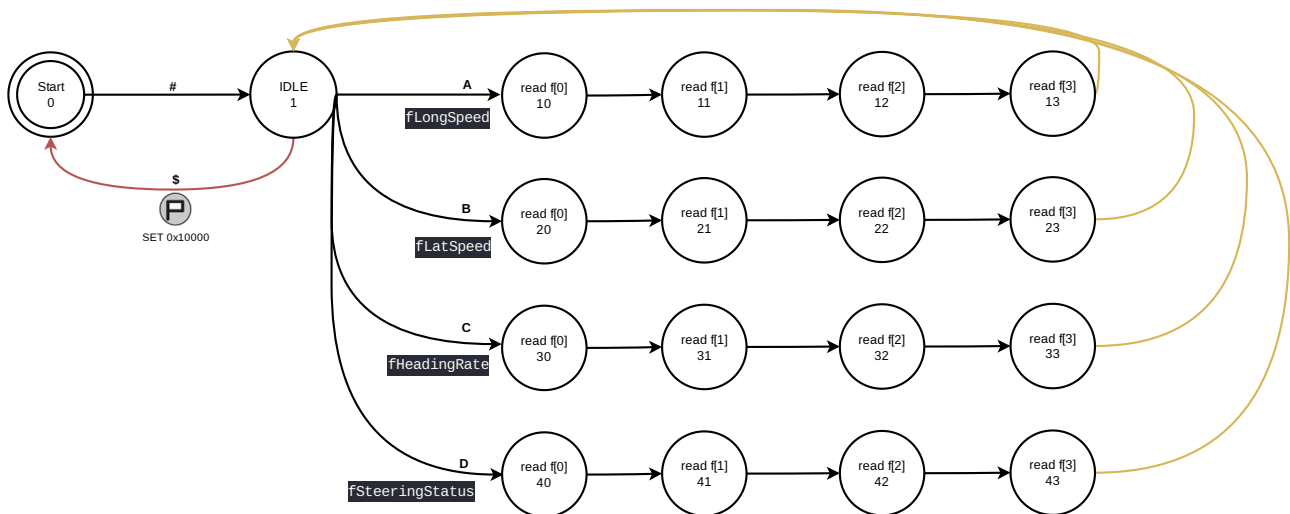 Start
0
#
IDLE
1
A
fLongSpeed
read f[0]
10
read f[1]
11
read f[2]
12
read f[3]
13
$
SET 0x10000
B
fLatSpeed
read f[0]
20
read f[1]
21
read f[2]
22
read f[3]
23
C
fHeadingRate
read f[0]
30
read f[1]
31
read f[2]
32
read f[3]
33
D
fSteeringStatus
read f[0]
40
read f[1]
41
read f[2]
42
read f[3]
43